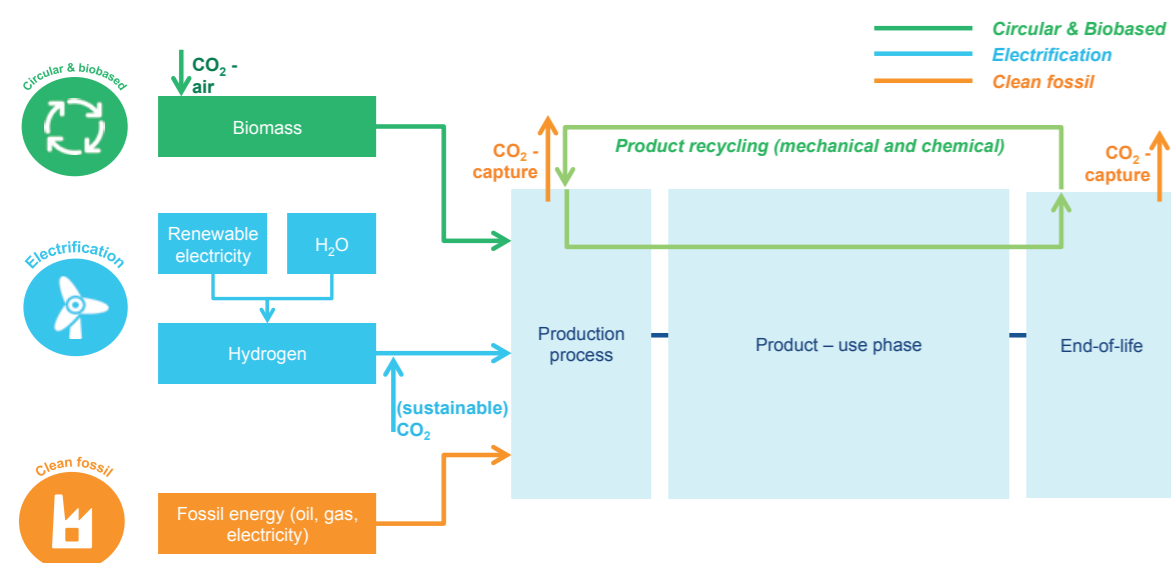 Circular & Biobased
Electrification
Clean fossil
Circular & biobased
CO₂ -
air
Biomass
CO₂ -
capture
Product recycling (mechanical and chemical)
CO₂ -
capture
Electrification
Renewable
electricity
H₂O
Hydrogen
(sustainable)
CO₂
Production
process
Product – use phase
End-of-life
Clean fossil
Fossil energy (oil, gas,
electricity)